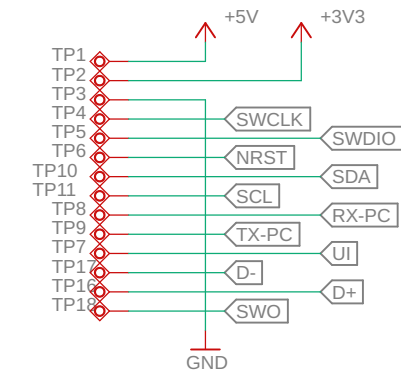 +5V +3V3
TP1
TP2
TP3
TP4 SWCLK
TP5 SWDIO
TP6 NRST
TP10 SDA
TP11 SCL
TP8 RX-PC
TP9 TX-PC
TP7 UI
TP17 D-
TP16 D+
TP18 SWO
GND